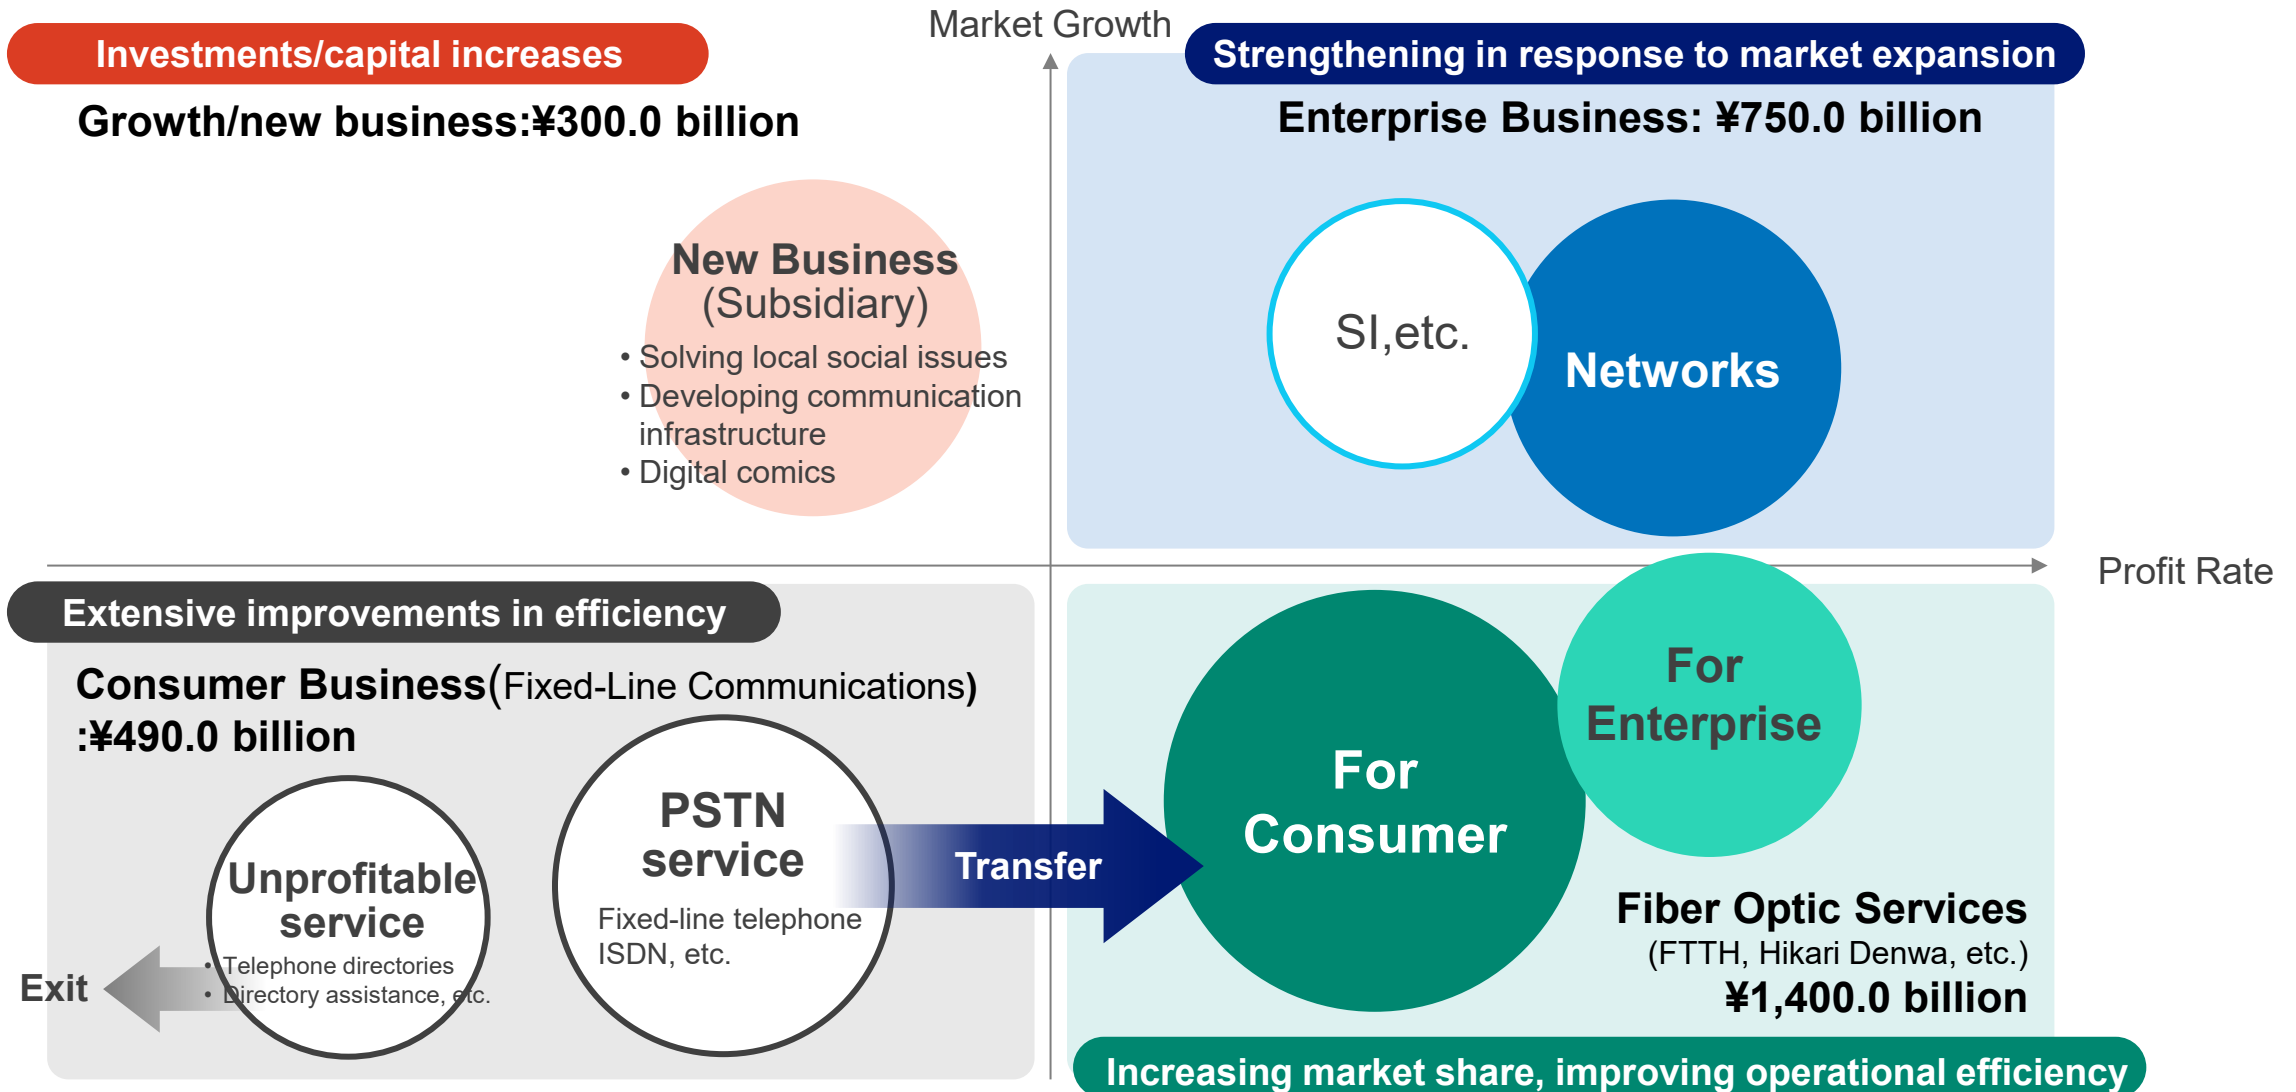 Market Growth
Investments/capital increases
Growth/new business:¥300.0 billion
New Business
(Subsidiary)
• Solving local social issues
• Developing communication
infrastructure
• Digital comics
Strengthening in response to market expansion
Enterprise Business: ¥750.0 billion
SI,etc.
Networks
Profit Rate
Extensive improvements in efficiency
Consumer Business(Fixed-Line Communications)
:¥490.0 billion
Unprofitable
service
• Telephone directories
• Directory assistance, etc.
Exit
PSTN
service
Fixed-line telephone
ISDN, etc.
Transfer
For
Consumer
For
Enterprise
Fiber Optic Services
(FTTH, Hikari Denwa, etc.)
¥1,400.0 billion
Increasing market share, improving operational efficiency